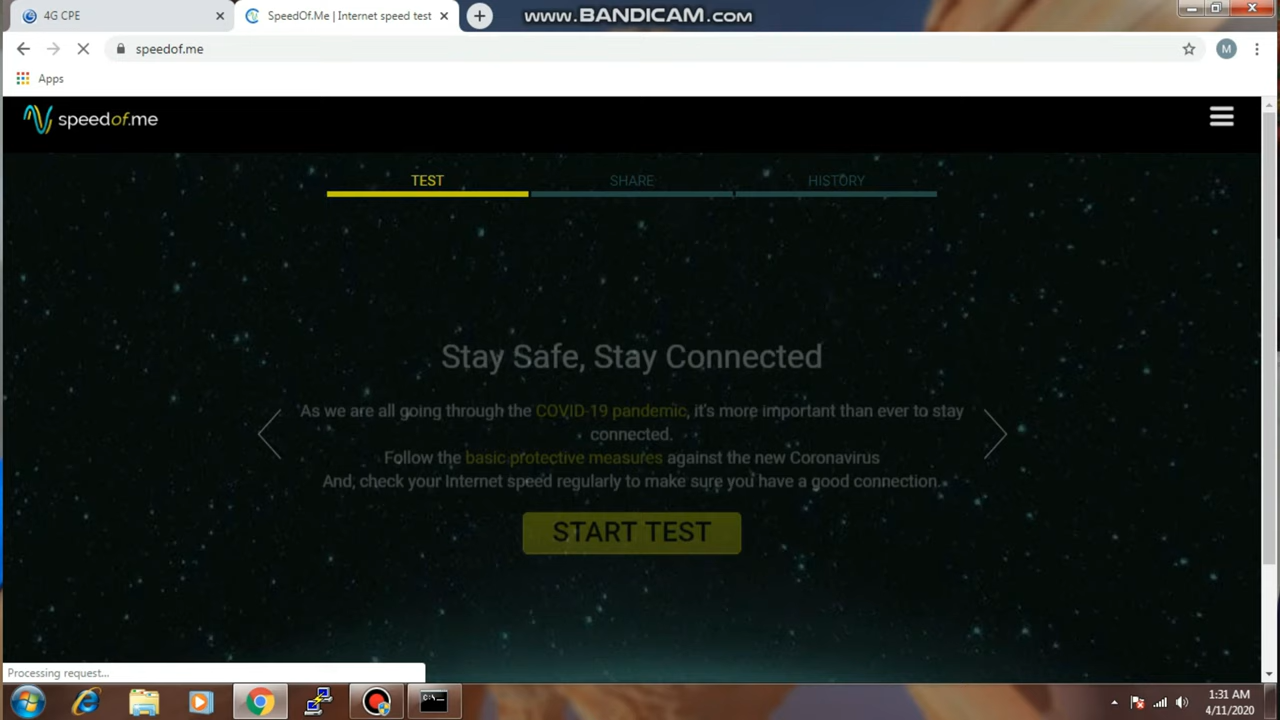 4G CPE
SpeedOf.Me | Internet speed test
www.BANDICAM.com
speedof.me
M
Apps
speedof.me
TEST
SHARE
HISTORY
Stay Safe, Stay Connected
As we are all going through the COVID-19 pandemic, it's more important than ever to stay
connected.
Follow the basic protective measures against the new Coronavirus
And, check your Internet speed regularly to make sure you have a good connection.
START TEST
Processing request...
C:\.
1:31 AM
4/11/2020